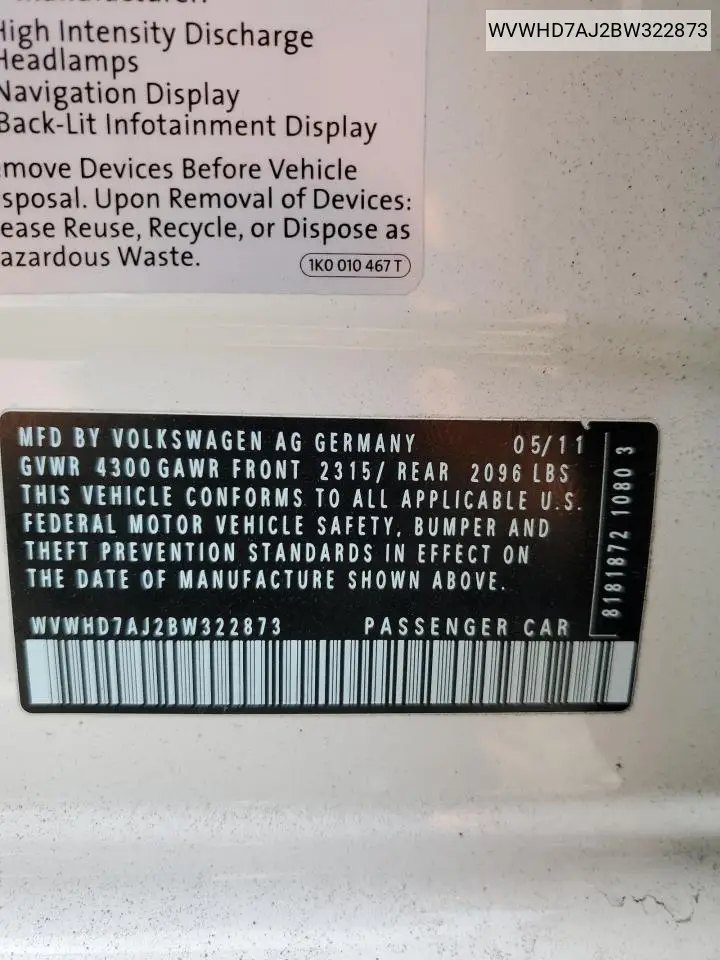 WVWHD7AJ2BW322873
High Intensity Discharge
Headlamps
Navigation Display
Back-Lit Infotainment Display
move Devices Before Vehicle
sposal. Upon Removal of Devices:
ease Reuse, Recycle, or Dispose as
azardous Waste.
1K0 010 467 T
MFD BY VOLKSWAGEN AG GERMANY 05/11
GVWR 4300 GAWR FRONT 2315/ REAR 2096 LBS
THIS VEHICLE CONFORMS TO ALL APPLICABLE U.S.
FEDERAL MOTOR VEHICLE SAFETY, BUMPER AND
THEFT PREVENTION STANDARDS IN EFFECT ON
THE DATE OF MANUFACTURE SHOWN ABOVE.
WVWHD7AJ2BW322873 PASSENGER CAR
8181872 1080 3